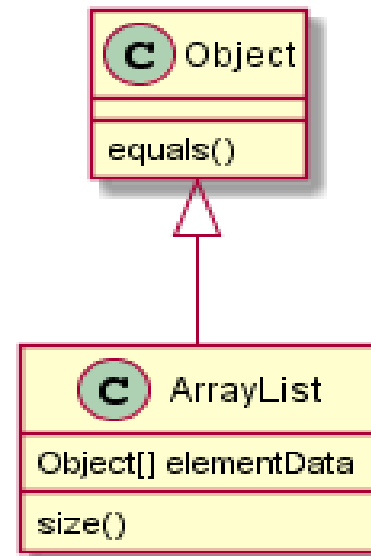 C Object
equals()
C ArrayList
Object[] elementData
size()